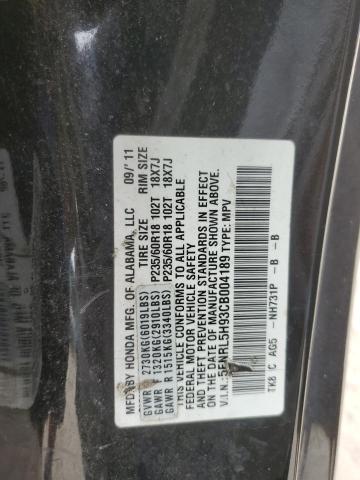 MFD. BY HONDA MFG. OF ALABAMA, LLC 09/'11
TIRE SIZE RIM SIZE
GVWR 2730KG(6019LBS)
GAWR F 1320KG(2910LBS) P235/60R18 102T 18X7J
GAWR R 1515KG(3340LBS) P235/60R18 102T 18X7J
THIS VEHICLE CONFORMS TO ALL APPLICABLE
FEDERAL MOTOR VEHICLE SAFETY
AND THEFT PREVENTION STANDARDS IN EFFECT
ON THE DATE OF MANUFACTURE SHOWN ABOVE.
V.I.N.: 5FNRL5H93CB004189 TYPE: MPV
TK8 C AG5 NH731P - B - B